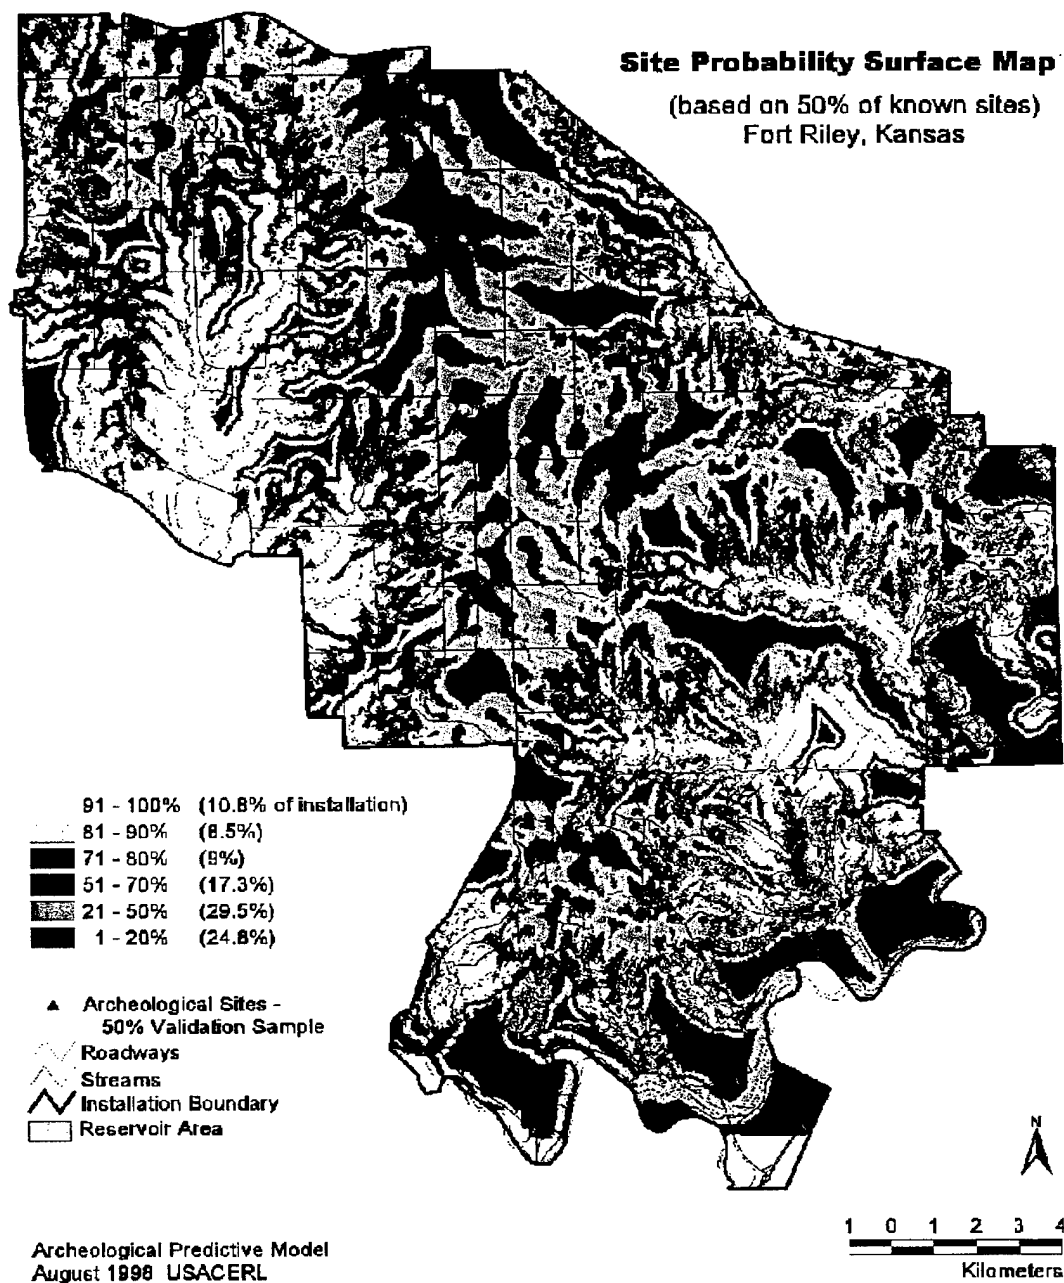 Site Probability Surface Map
(based on 50% of known sites)
Fort Riley, Kansas
91 - 100% (10.8% of installation)
81 - 90% (8.5%)
71 - 80% (9%)
51 - 70% (17.3%)
21 - 50% (29.5%)
1 - 20% (24.8%)
Archeological Sites -
50% Validation Sample
Roadways
Streams
Installation Boundary
Reservoir Area
N
1 0 1 2 3 4
Kilometers
Archeological Predictive Model
August 1998 USACERL